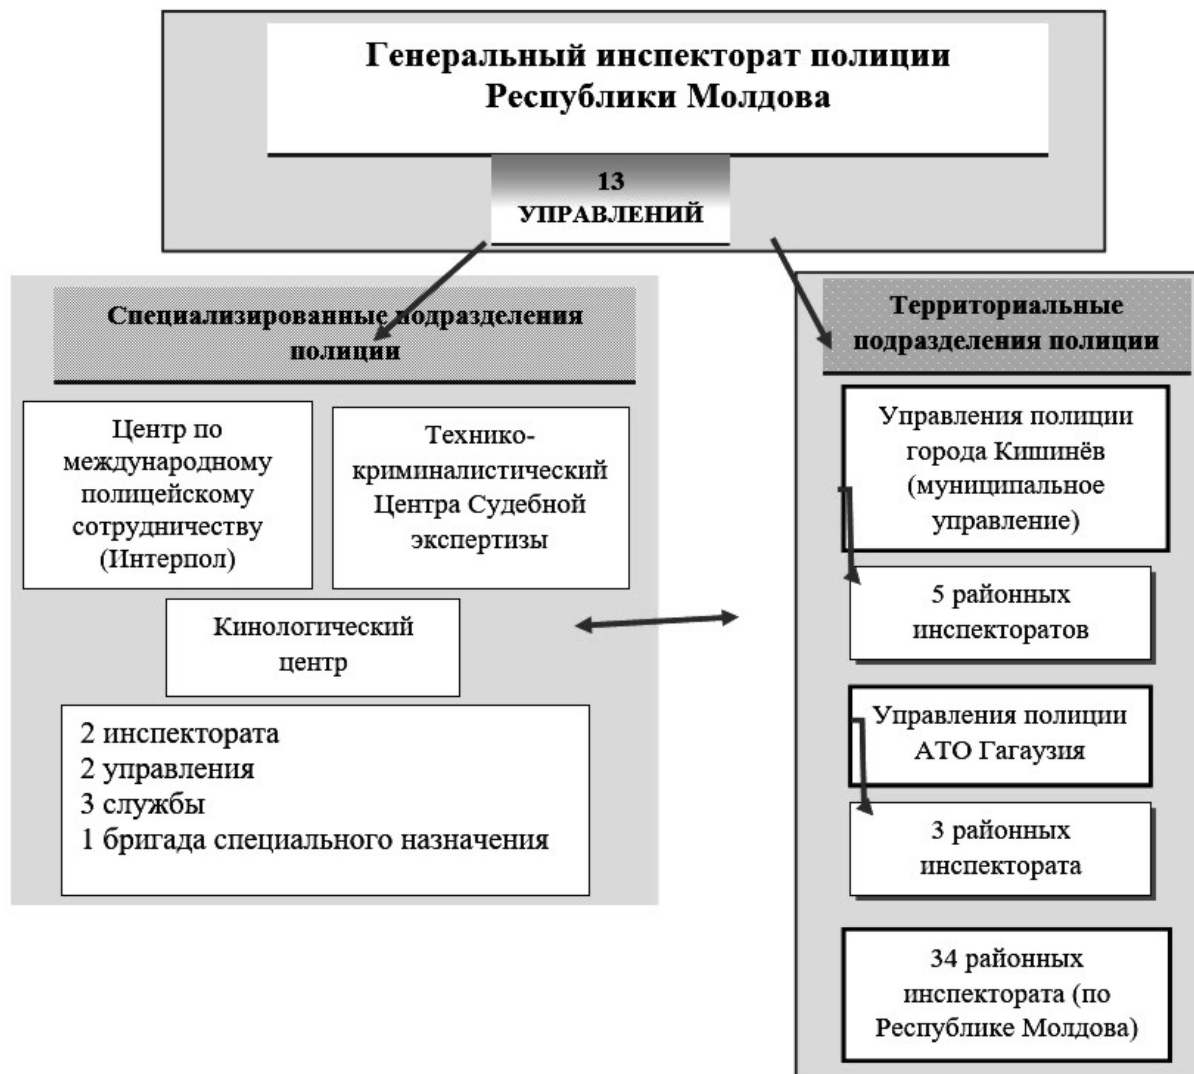 Генеральный инспекторат полиции
Республики Молдова
13
УПРАВЛЕНИЙ
Специализированные подразделения
полиции
Центр по
международному
полицейскому
сотрудничеству
(Интерпол)
Технико-
криминалистический
Центра Судебной
экспертизы
Кинологический
центр
2 инспектората
2 управления
3 службы
1 бригада специального назначения
Территориальные
подразделения полиции
Управления полиции
города Кишинёв
(муниципальное
управление)
5 районных
инспекторатов
Управления полиции
АТО Гагаузия
3 районных
инспектората
34 районных
инспектората (по
Республике Молдова)